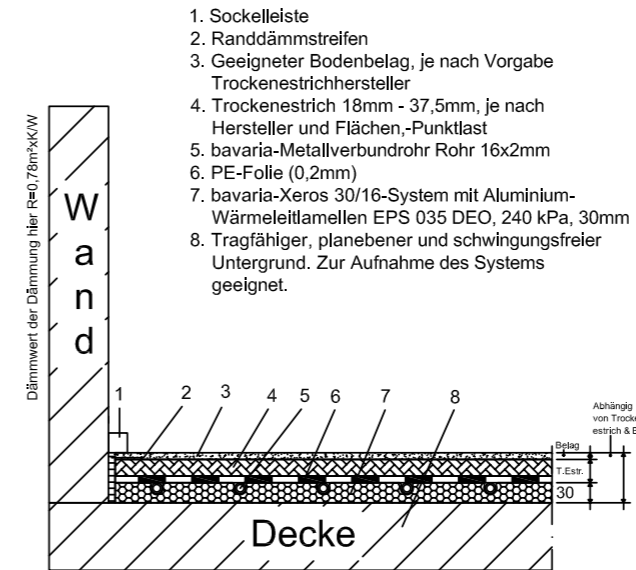 1. Sockelleiste
2. Randdämmstreifen
3. Geeigneter Bodenbelag, je nach Vorgabe
Trockenestrichhersteller
4. Trockenestrich 18mm - 37,5mm, je nach
Hersteller und Flächen,-Punktlast
5. bavaria-Metallverbundrohr Rohr 16x2mm
6. PE-Folie (0,2mm)
7. bavaria-Xeros 30/16-System mit Aluminium-
Wärmeleitlamellen EPS 035 DEO, 240 kPa, 30mm
8. Tragfähiger, planebener und schwingungsfreier
Untergrund. Zur Aufnahme des Systems
geeignet.
Dämmwert der Dämmung hier R=0,78m²xK/W
Wand
1 2 3 4 5 6 7 8
Abhängig
von Trocke
estrich & B
Belag
T.Estr.
30
Decke